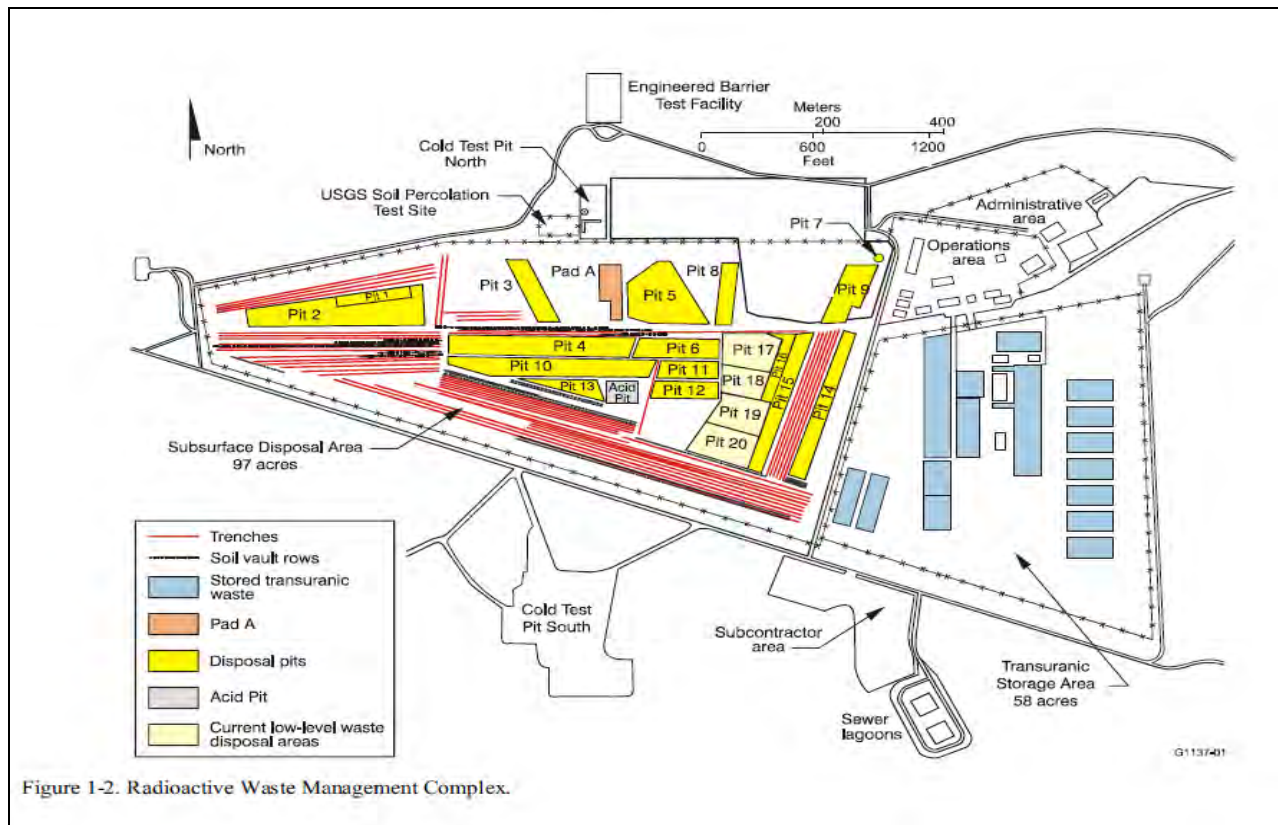 Engineered Barrier
Test Facility
Meters
200 400
0 600 1200
Feet
North
Cold Test Pit
North
USGS Soil Percolation
Test Site
Administrative
area
Pit 7
Operations
area
Pit 3
Pad A
Pit 5
Pit 8
Pit 9
Pit 1
Pit 2
Pit 4
Pit 6
Pit 17
Pit 16
Pit 10
Pit 11
Pit 18
Pit 15
Pit 14
Pit 13
Acid
Pit
Pit 12
Pit 19
Pit 20
Subsurface Disposal Area
97 acres
Trenches
Soil vault rows
Stored transuranic
waste
Pad A
Disposal pits
Acid Pit
Current low-level waste
disposal areas
Cold Test
Pit South
Subcontractor
area
Transuranic
Storage Area
58 acres
Sewer
lagoons
G1137-01
Figure 1-2. Radioactive Waste Management Complex.